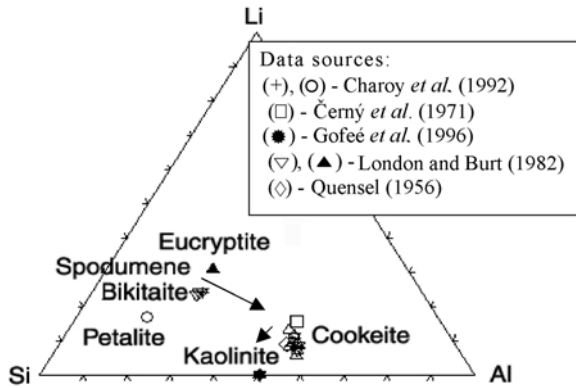 Li
Data sources:
(+), (○) - Charoy et al. (1992)
(□) - Černý et al. (1971)
(✹) - Gofeé et al. (1996)
(▽), (▲) - London and Burt (1982)
(◇) - Quensel (1956)
Eucryptite
Spodumene
Bikitaite
Petalite
Cookeite
Kaolinite
Si
Al